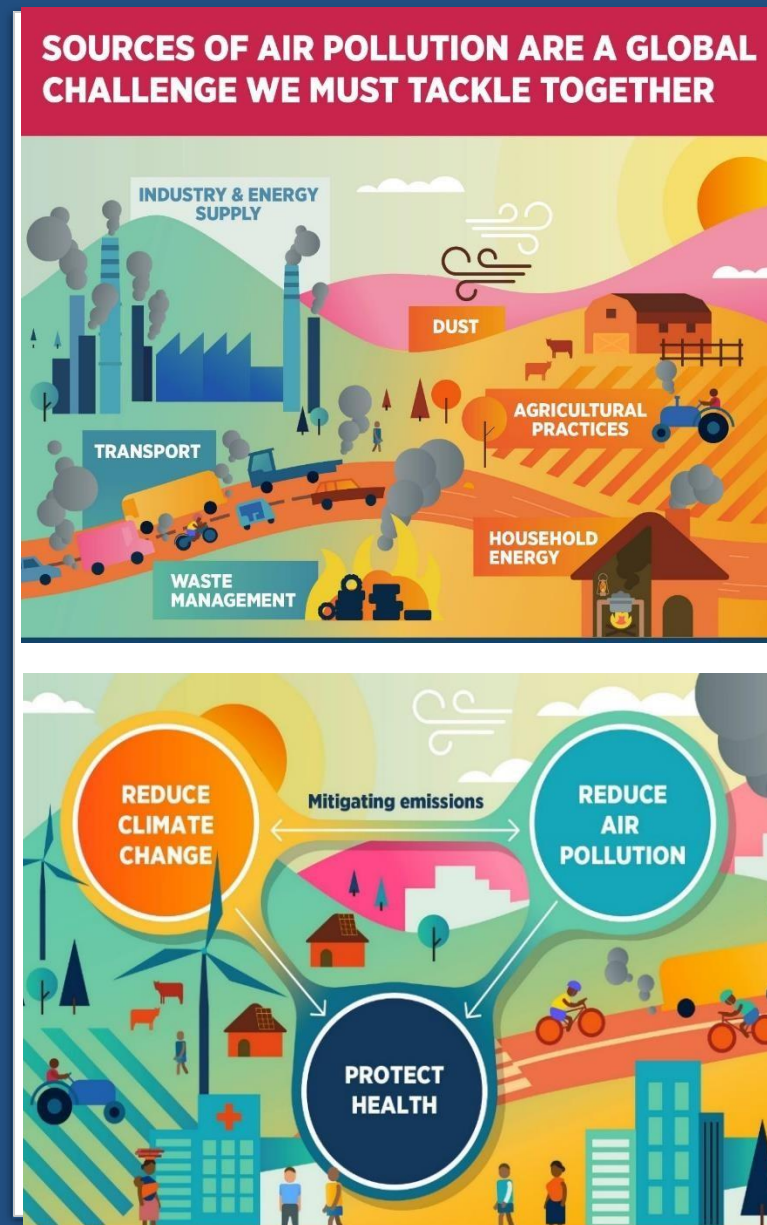 SOURCES OF AIR POLLUTION ARE A GLOBAL
CHALLENGE WE MUST TACKLE TOGETHER
INDUSTRY & ENERGY
SUPPLY
DUST
AGRICULTURAL
PRACTICES
TRANSPORT
HOUSEHOLD
ENERGY
WASTE
MANAGEMENT
REDUCE
CLIMATE
CHANGE
Mitigating emissions
REDUCE
AIR
POLLUTION
PROTECT
HEALTH